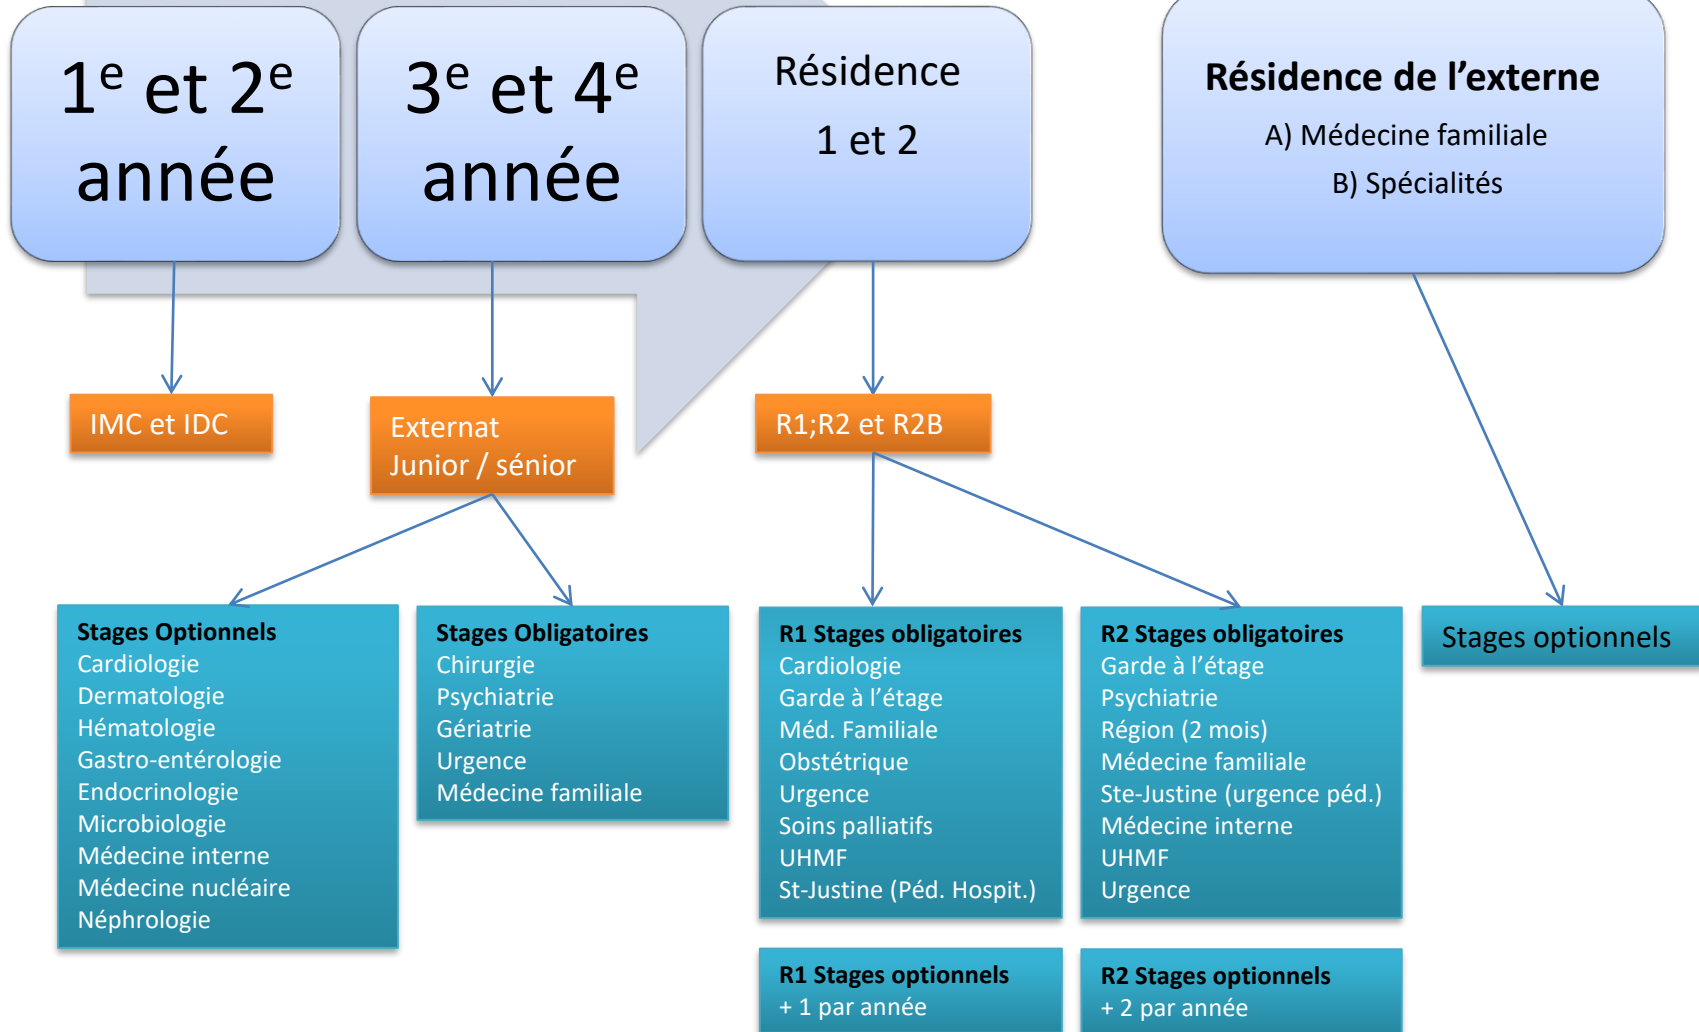 1e et 2e
année
3e et 4e
année
Résidence
1 et 2
Résidence de l’externe
A) Médecine familiale
B) Spécialités
IMC et IDC
Externat
Junior / sénior
R1;R2 et R2B
Stages Optionnels
Cardiologie
Dermatologie
Hématologie
Gastro-entérologie
Endocrinologie
Microbiologie
Médecine interne
Médecine nucléaire
Néphrologie
Stages Obligatoires
Chirurgie
Psychiatrie
Gériatrie
Urgence
Médecine familiale
R1 Stages obligatoires
Cardiologie
Garde à l’étage
Méd. Familiale
Obstétrique
Urgence
Soins palliatifs
UHMF
St-Justine (Péd. Hospit.)
R2 Stages obligatoires
Garde à l’étage
Psychiatrie
Région (2 mois)
Médecine familiale
Ste-Justine (urgence péd.)
Médecine interne
UHMF
Urgence
Stages optionnels
R1 Stages optionnels
+ 1 par année
R2 Stages optionnels
+ 2 par année